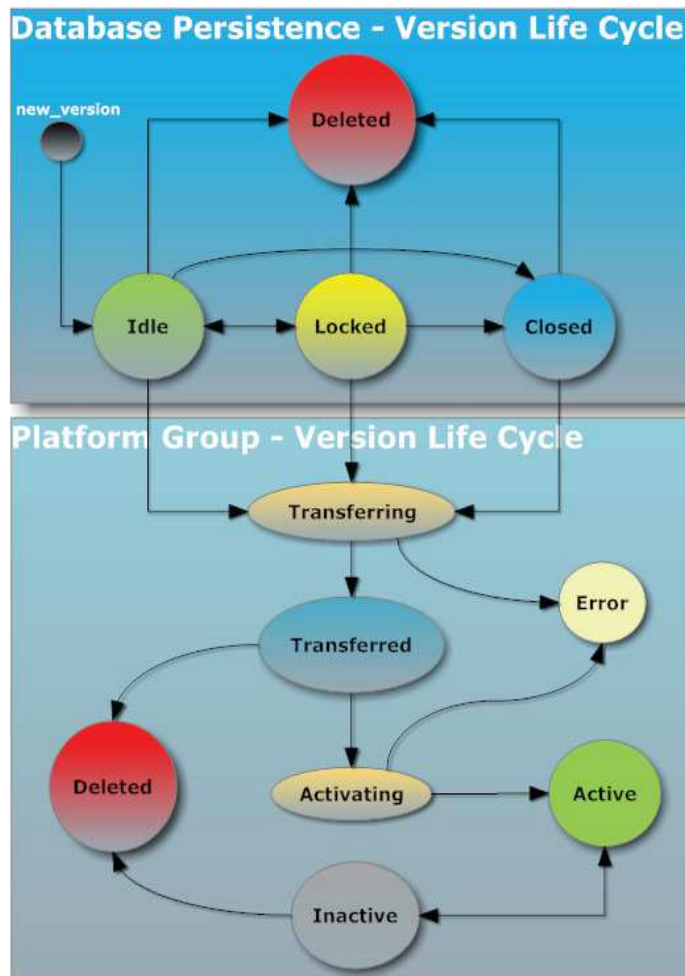 Database Persistence - Version Life Cycle
new_version
Deleted
Idle
Locked
Closed
Platform Group - Version Life Cycle
Transferring
Error
Transferred
Deleted
Activating
Active
Inactive